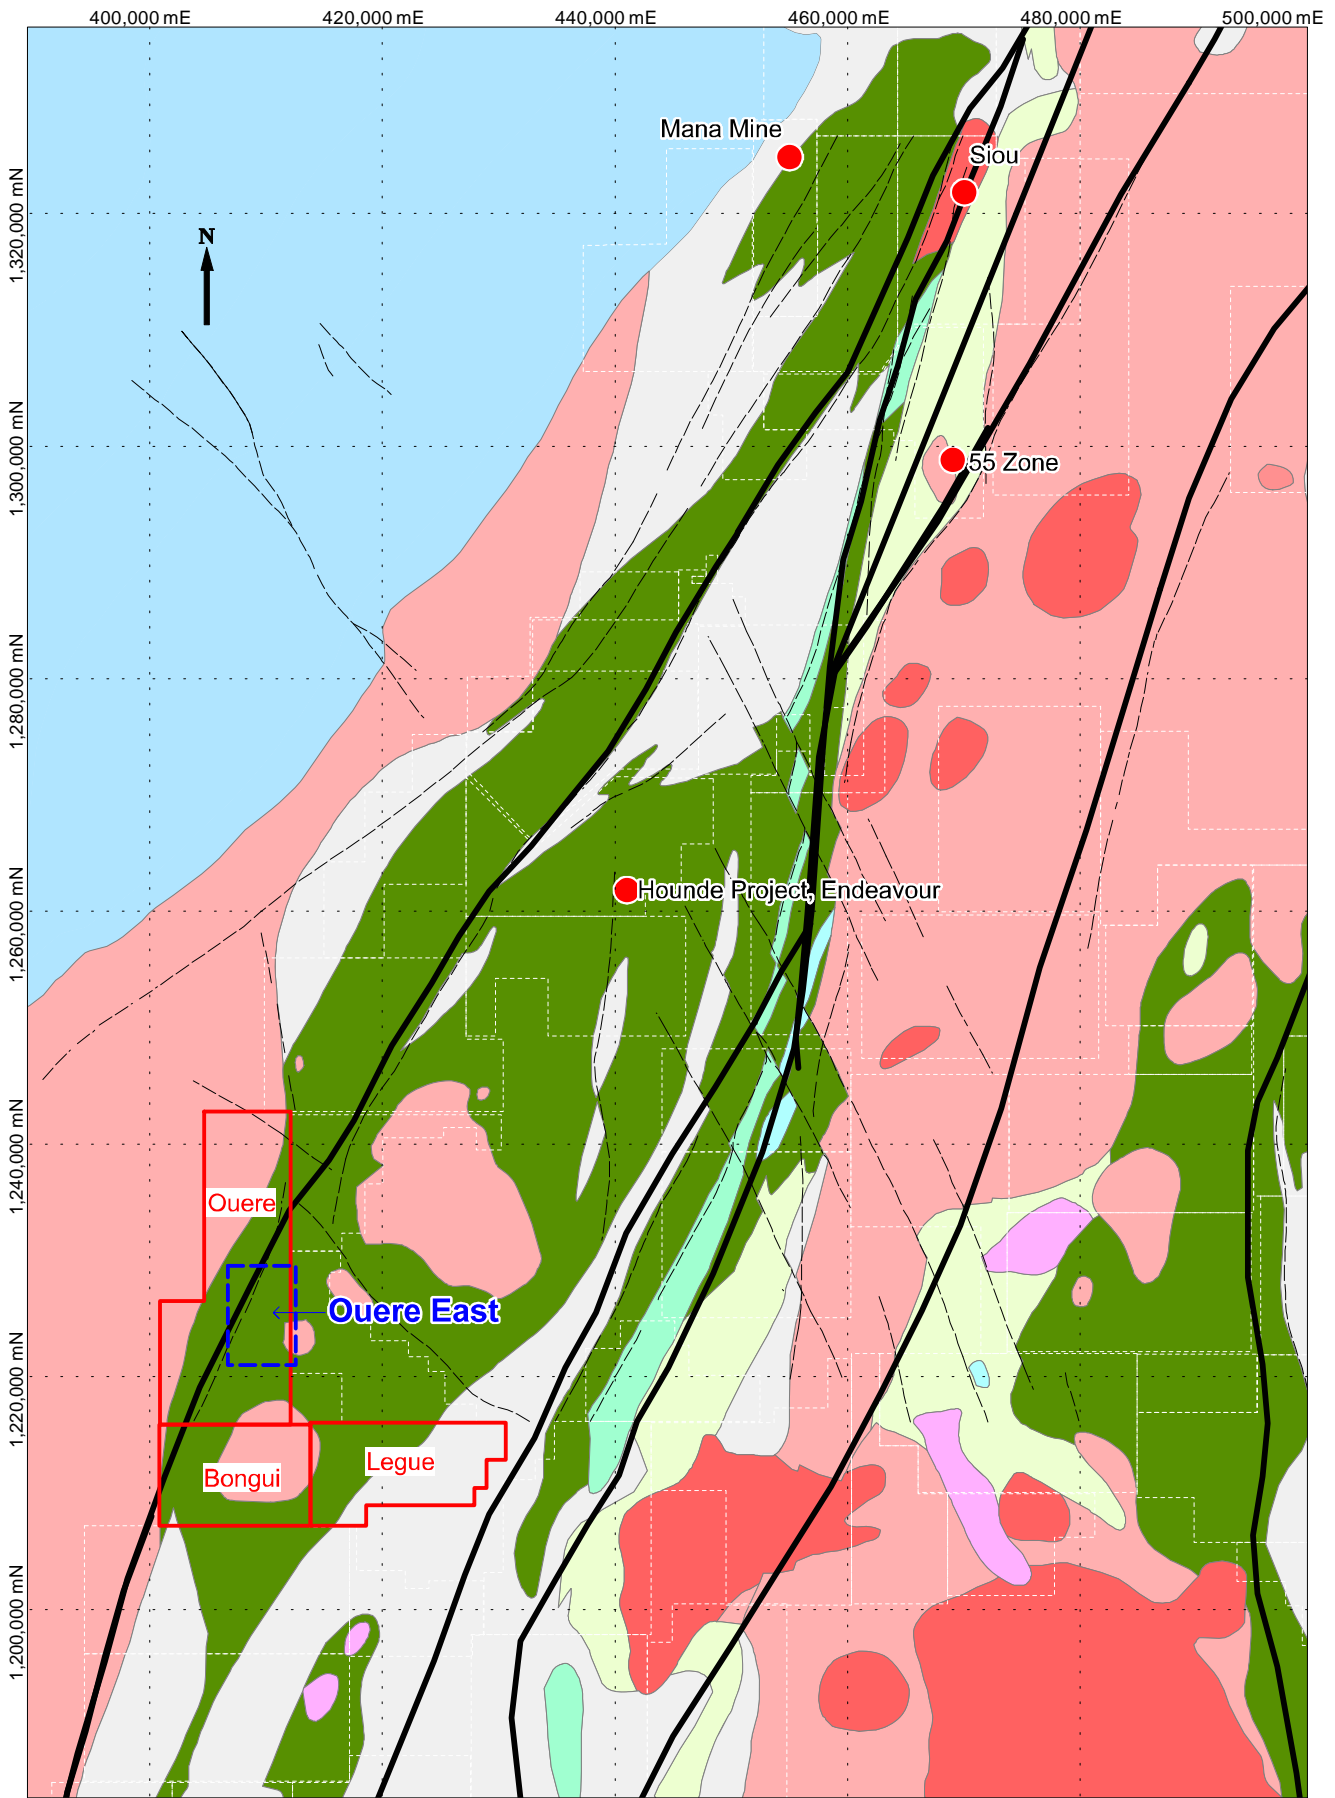 400,000 mE
420,000 mE
440,000 mE
460,000 mE
480,000 mE
500,000 mE
Mana Mine
Siou
1,320,000 mN
N
55 Zone
1,300,000 mN
1,280,000 mN
Hounde Project, Endeavour
1,260,000 mN
1,240,000 mN
Ouere
Ouere East
1,220,000 mN
Legue
Bongui
1,200,000 mN